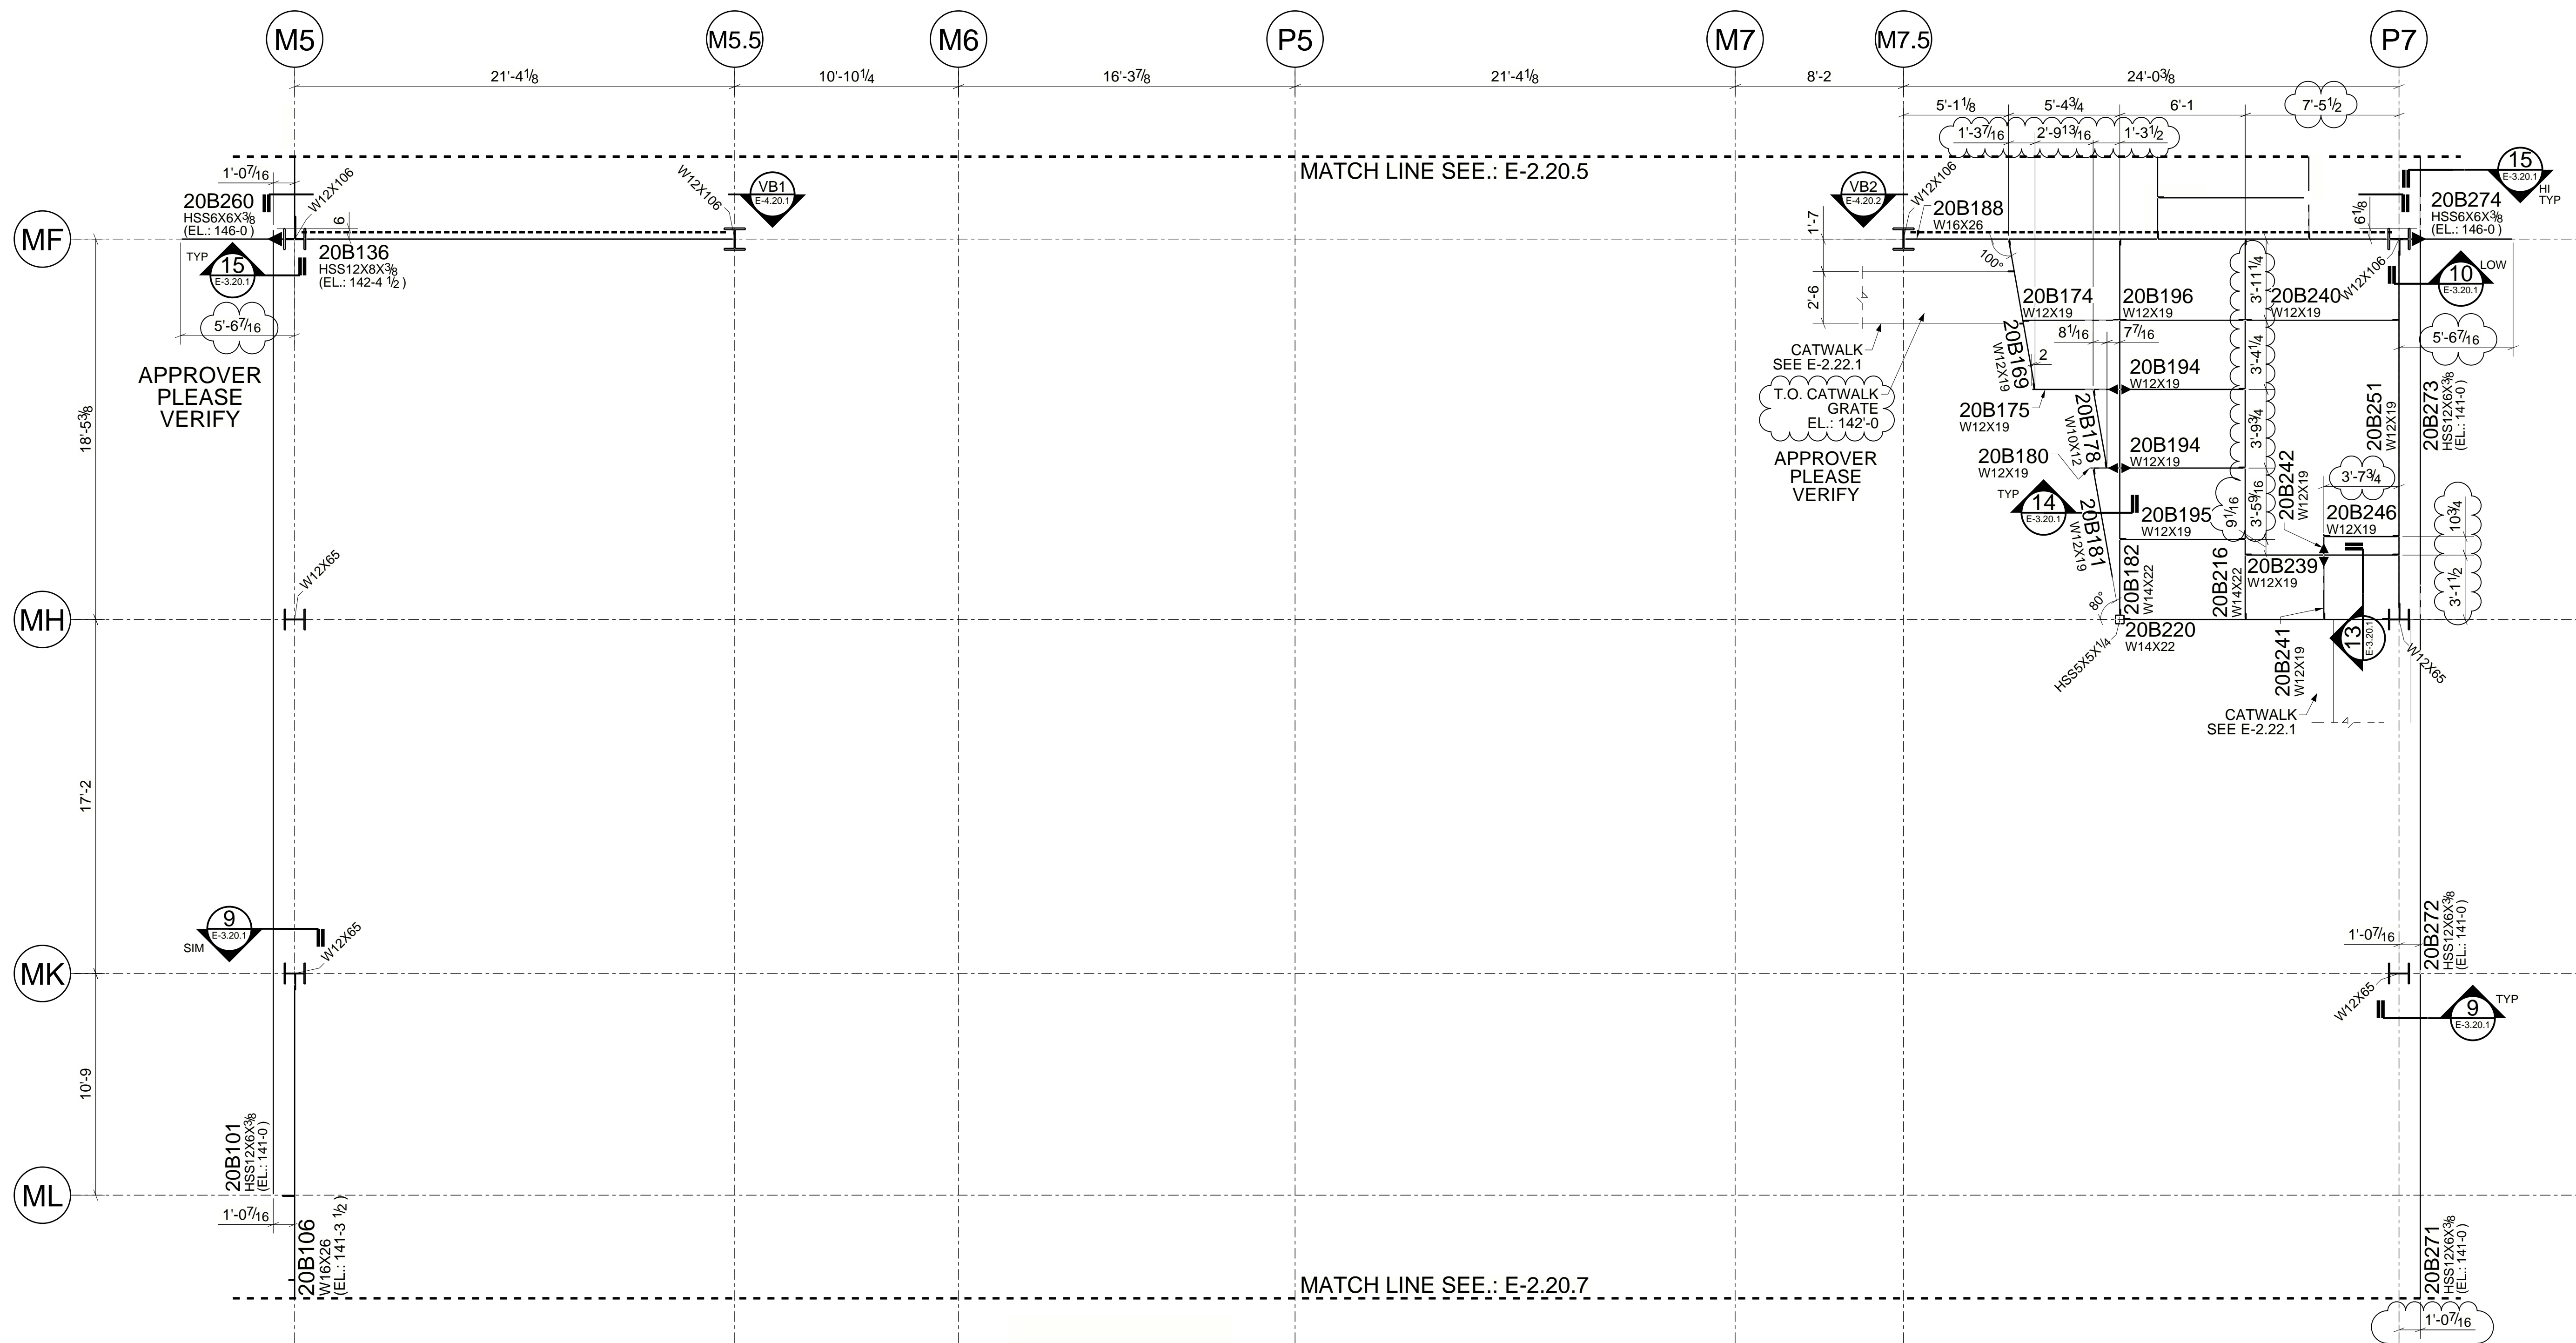 M5
M5.5
M6
P5
M7
M7.5
P7
21'-4 1/8
10'-10 1/4
16'-3 7/8
21'-4 1/8
8'-2
24'-0 3/8
5'-1 1/8
5'-4 3/4
6'-1
7'-5 1/2
1'-3 7/16
2'-9 13/16
1'-3 1/2
MATCH LINE SEE.: E-2.20.5
1'-0 7/16
20B260
HSS6X6X3/8
(EL.: 146-0 )
W12X106
6
W12X106
VB1
E-4.20.1
VB2
E-4.20.2
W12X106
20B188
W16X26
1'-7
2'-6
100°
15
E-3.20.1
HI
TYP
6 1/8
20B274
HSS6X6X3/8
(EL.: 146-0 )
MF
TYP
15
E-3.20.1
20B136
HSS12X8X3/8
(EL.: 142-4 1/2 )
5'-6 7/16
APPROVER
PLEASE
VERIFY
W12X106
10
E-3.20.1
LOW
5'-6 7/16
20B174
W12X19
20B196
W12X19
20B240
W12X19
3'-11 1/4
3'-4 1/4
3'-9 3/4
3'-5 9/16
9 1/16
8 1/16
7 7/16
2
20B169
W12X19
CATWALK
SEE E-2.22.1
T.O. CATWALK
GRATE
EL.: 142'-0
APPROVER
PLEASE
VERIFY
20B175
W12X19
20B194
W12X19
20B178
W10X12
20B194
W12X19
20B180
W12X19
TYP
14
E-3.20.1
20B181
W12X19
20B195
W12X19
20B182
W14X22
20B216
W14X22
20B242
W12X19
3'-7 3/4
20B246
W12X19
20B239
W12X19
20B251
W12X19
20B273
HSS12X6X3/8
(EL.: 141-0 )
10 3/4
3'-1 1/2
18'-5 3/8
MH
W12X65
80°
20B220
W14X22
HSS5X5X1/4
20B241
W12X19
13
E-3.20.1
W12X65
CATWALK
SEE E-2.22.1
17'-2
9
E-3.20.1
SIM
W12X65
MK
1'-0 7/16
20B272
HSS12X6X3/8
(EL.: 141-0 )
W12X65
9
E-3.20.1
TYP
10'-9
20B101
HSS12X6X3/8
(EL.: 141-0 )
ML
1'-0 7/16
20B106
W16X26
(EL.: 141-3 1/2 )
20B271
HSS12X6X3/8
(EL.: 141-0 )
MATCH LINE SEE.: E-2.20.7
1'-0 7/16